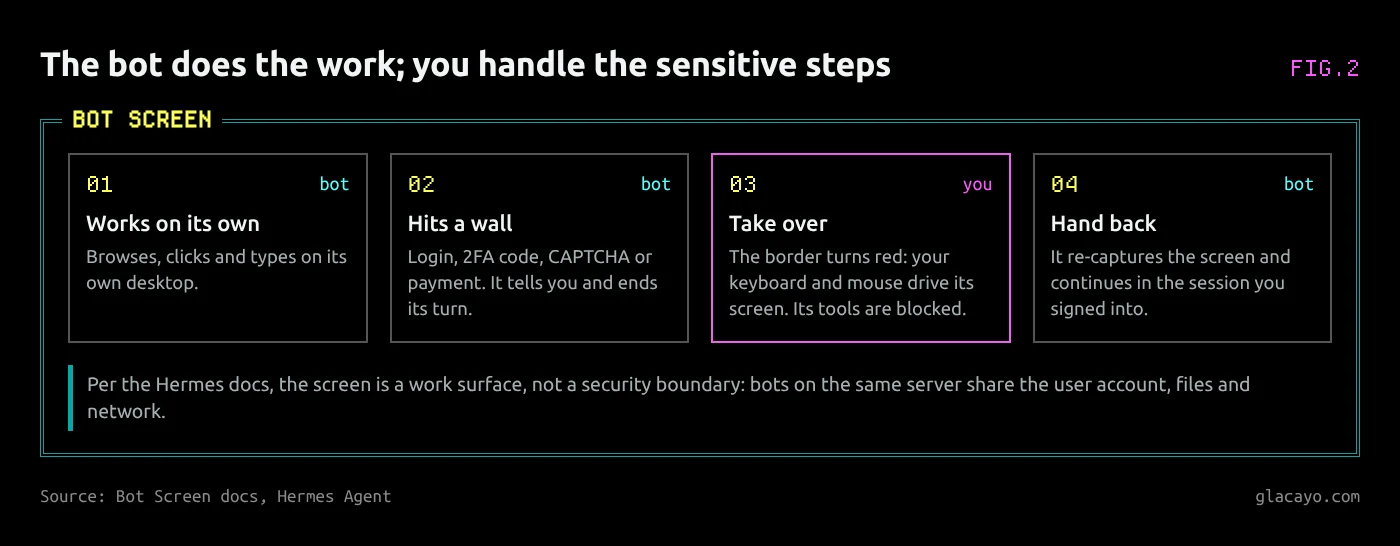 The bot does the work; you handle the sensitive steps
FIG.2
BOT SCREEN
01
bot
Works on its own
Browses, clicks and types on its
own desktop.
02
bot
Hits a wall
Login, 2FA code, CAPTCHA or
payment. It tells you and ends
its turn.
03
you
Take over
The border turns red: your
keyboard and mouse drive its
screen. Its tools are blocked.
04
bot
Hand back
It re-captures the screen and
continues in the session you
signed into.
Per the Hermes docs, the screen is a work surface, not a security boundary: bots on the same server share the user account, files and
network.
Source: Bot Screen docs, Hermes Agent
glacayo.com